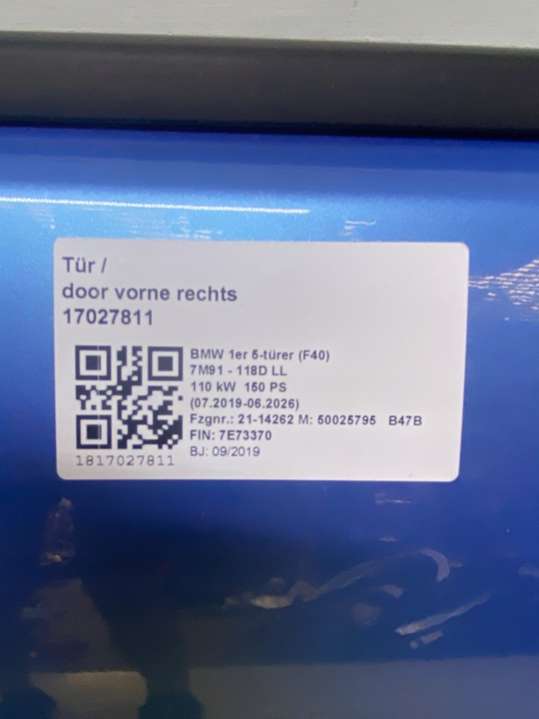 Tür /
door vorne rechts
17027811
BMW 1er 5-türer (F40)
7M91 - 118D LL
110 kW 150 PS
(07.2019-06.2026)
Fzgnr.: 21-14262 M: 50025795 B47B
FIN: 7E73370
BJ: 09/2019
1817027811